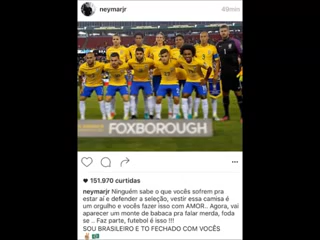 neymarjr
FOXBOROUGH
151.970 curtidas
neymarjr Ninguém sabe o que vocês sofrem pra
estar aí e defender a seleção, vestir essa camisa é
um orgulho e vocês fazer isso com AMOR.. Agora, vai
aparecer um monte de babaca pra falar merda, foda
se .. Faz parte, futebol é isso !!!
SOU BRASILEIRO E TO FECHADO COM VOCÊS